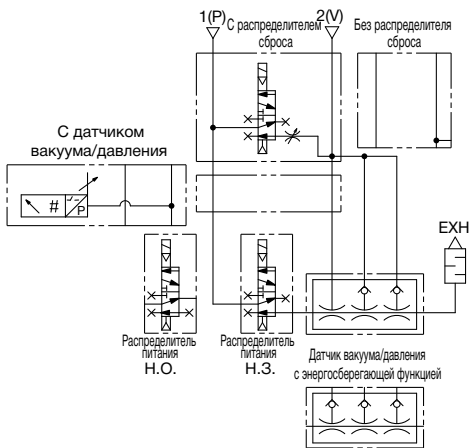 1(P)
С распределителем
сброса
2(V)
Без распределителя
сброса
С датчиком
вакуума/давления
#
P
EXH
Распределитель
питания
Н.О.
Распределитель
питания
Н.З.
Датчик вакуума/давления
с энергосберегающей функцией